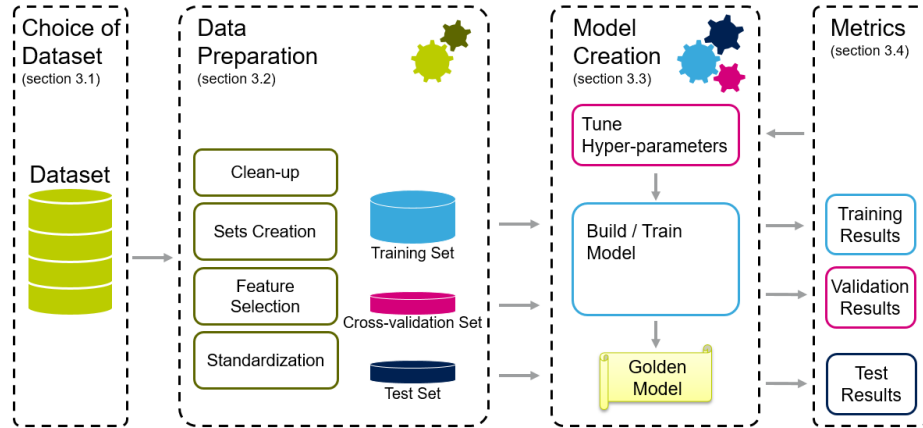 Choice of
Dataset
(section 3.1)
Dataset
Data
Preparation
(section 3.2)
Clean-up
Sets Creation
Feature
Selection
Standardization
Training Set
Cross-validation Set
Test Set
Model
Creation
(section 3.3)
Tune
Hyper-parameters
Build / Train
Model
Golden
Model
Metrics
(section 3.4)
Training
Results
Validation
Results
Test
Results